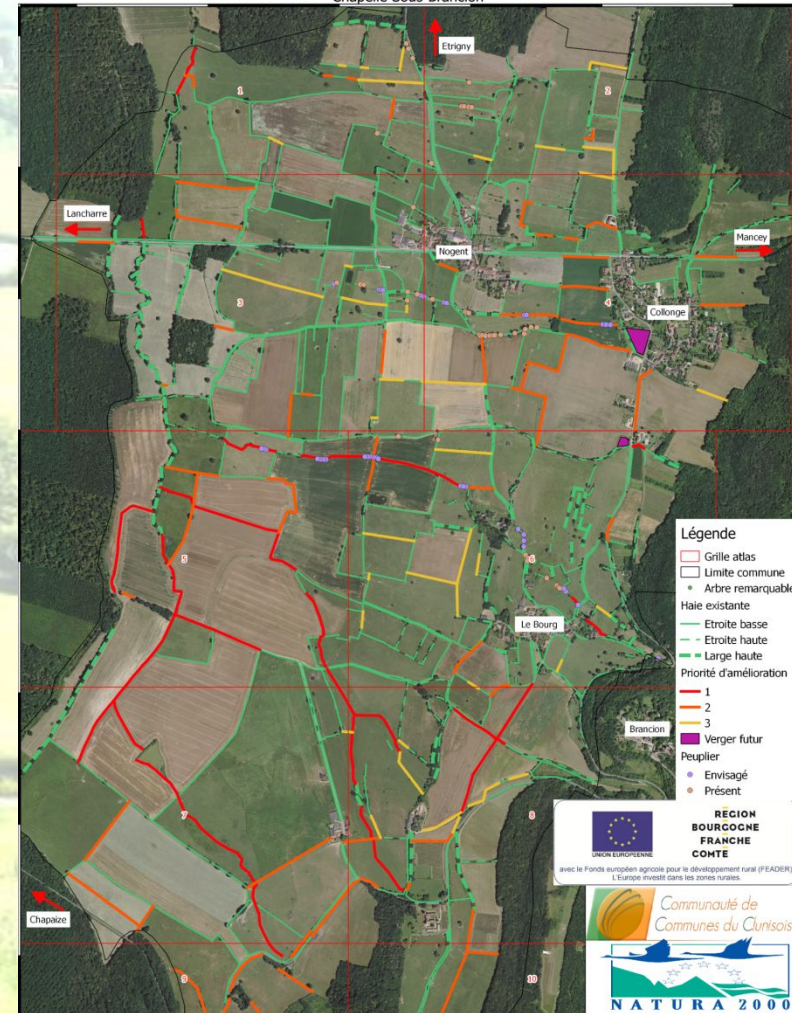 Chapelle Sous Brancion
Etrigny
1
2
Lancharre
Nogent
Mancey
3
4
Collonge
5
6
Le Bourg
Brancion
7
8
Chapaize
9
10
Légende
Grille atlas
Limite commune
Arbre remarquable
Haie existante
Etroite basse
Etroite haute
Large haute
Priorité d'amélioration
1
2
3
Verger futur
Peuplier
Envisagé
Présent
UNION EUROPEENNE
REGION
BOURGOGNE
FRANCHE
COMTE
avec le Fonds européen agricole pour le développement rural (FEADER)
L'Europe investit dans les zones rurales.
Communauté de
Communes du Clunisois
NATURA 2000